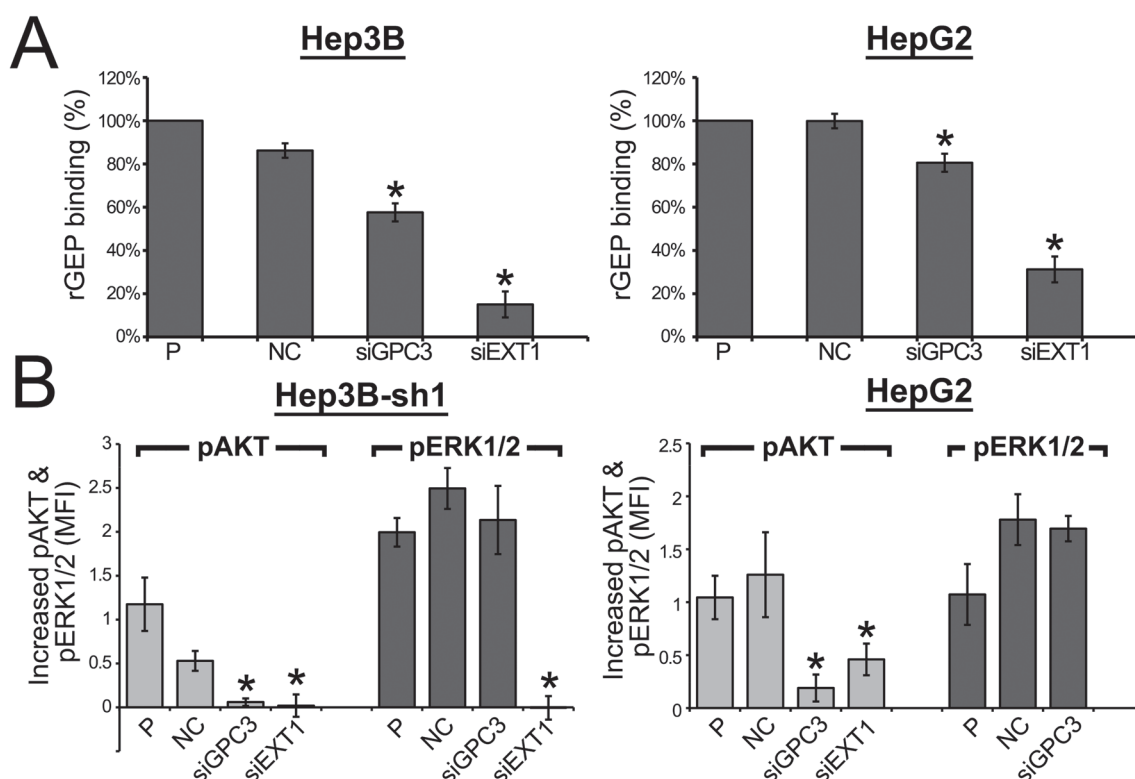 A
Hep3B
HepG2
rGEP binding (%)
120%
100%
80%
60%
40%
20%
0%
*
*
P NC siGPC3 siEXT1
rGEP binding (%)
120%
100%
80%
60%
40%
20%
0%
*
*
P NC siGPC3 siEXT1
B
Hep3B-sh1
HepG2
Increased pAKT &
pERK1/2 (MFI)
3
2.5
2
1.5
1
0.5
0
pAKT pERK1/2
*
*
*
P NC siGPC3 siEXT1 P NC siGPC3 siEXT1
Increased pAKT &
pERK1/2 (MFI)
2.5
2
1.5
1
0.5
0
pAKT pERK1/2
*
*
P NC siGPC3 siEXT1 P NC siGPC3